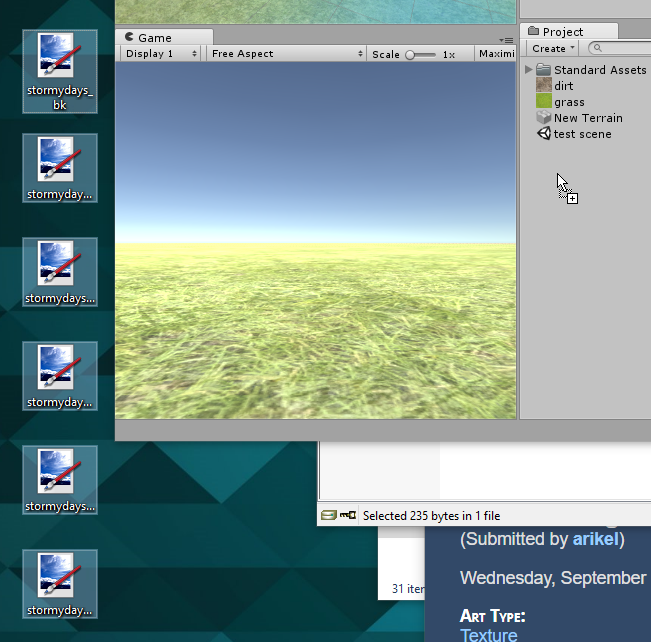 stormydays_
bk
stormyday...
stormydays...
stormyday...
stormydays...
stormyday...
Game
Display 1
Free Aspect
Scale
1x
Maximi
Project
Create
Standard Assets
dirt
grass
New Terrain
test scene
Selected 235 bytes in 1 file
31 iter
(Submitted by arikel)
Wednesday, September
Art Type:
Texture